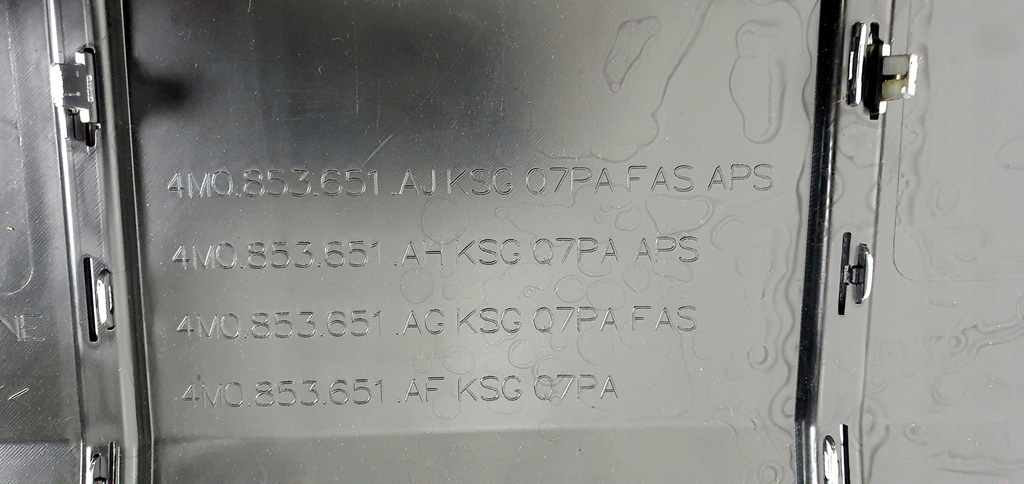 4M0.853.651.AJ KSG Q7PA FAS APS
4M0.853.651.AH KSG Q7PA APS
4M0.853.651.AG KSG Q7PA FAS
4M0.853.651.AF KSG Q7PA
NE